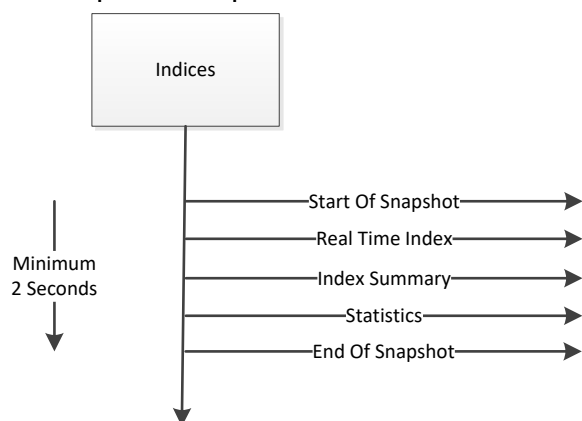 Indices
Start Of Snapshot
Real Time Index
Minimum
2 Seconds
Index Summary
Statistics
End Of Snapshot